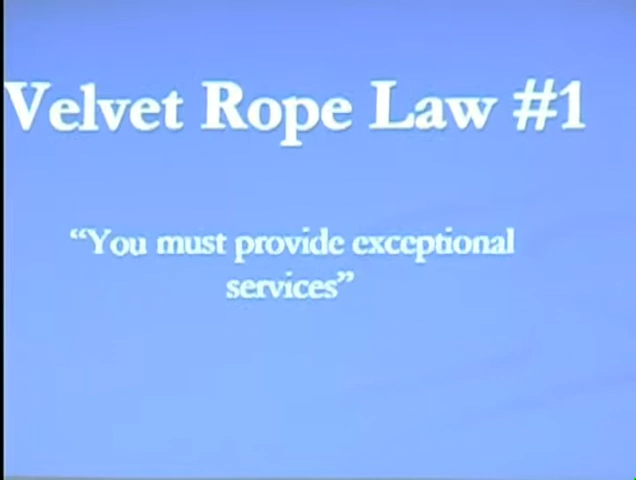 Velvet Rope Law #1
“You must provide exceptional
services”